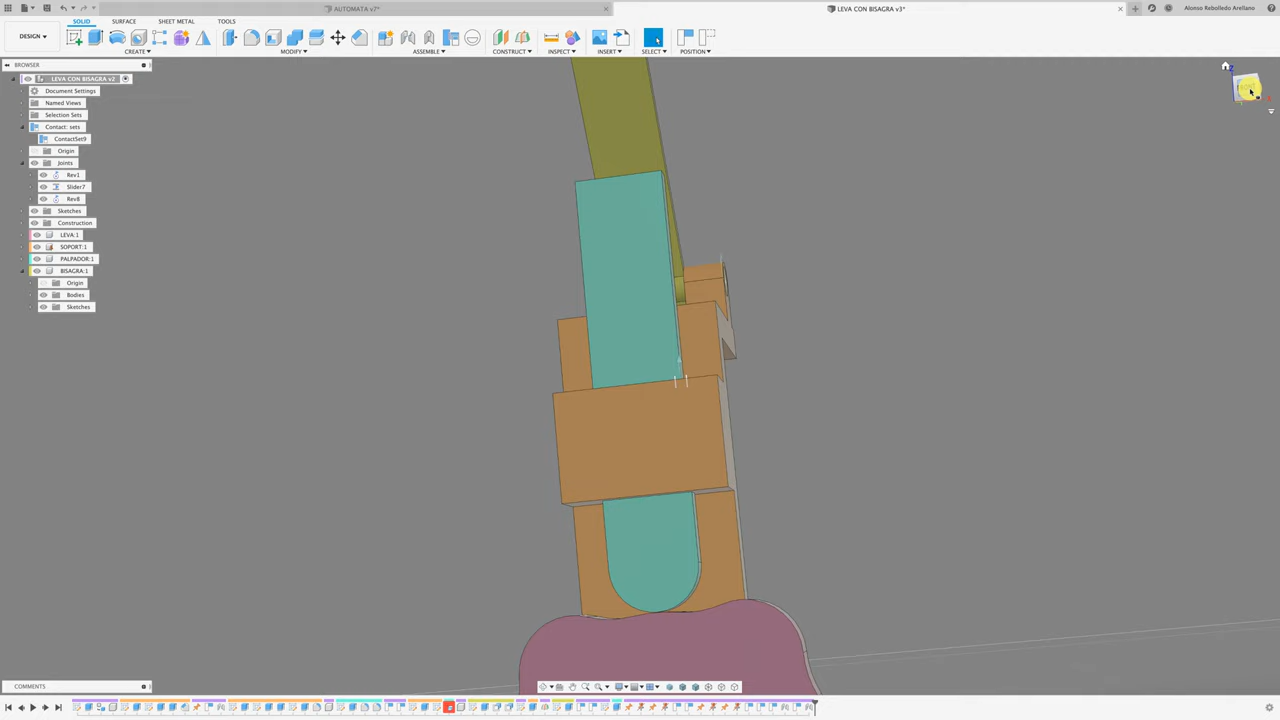 AUTOMATA v7*
LEVA CON BISAGRA v3*
Alonso Rebolledo Arellano
SOLID
SURFACE
SHEET METAL
TOOLS
DESIGN
CREATE
MODIFY
ASSEMBLE
CONSTRUCT
INSPECT
INSERT
SELECT
POSITION
BROWSER
LEVA CON BISAGRA v2
Document Settings
Named Views
Selection Sets
Contact: sets
ContactSet9
Origin
Joints
Rev1
Slider7
Rev8
Sketches
Construction
LEVA:1
SOPORT:1
PALPADOR:1
BISAGRA:1
Origin
Bodies
Sketches
COMMENTS